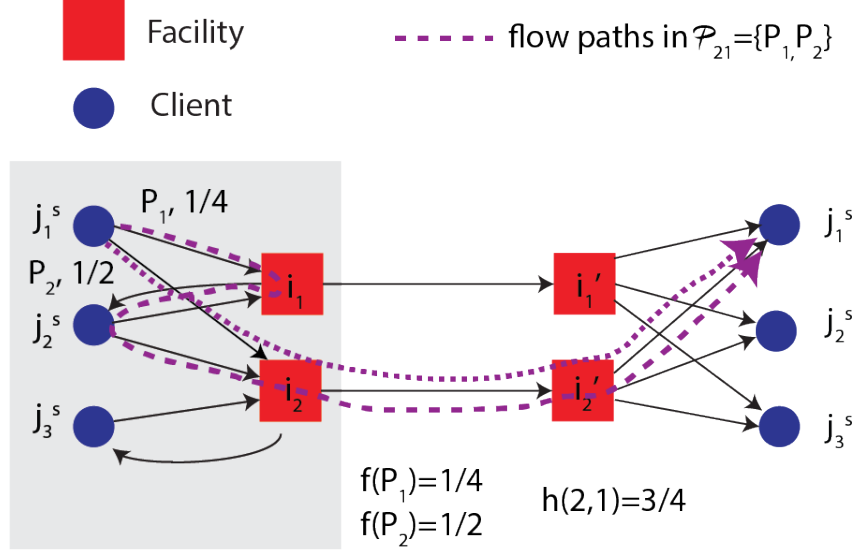 Facility
flow paths in 𝒫₂₁={P₁,P₂}
Client
j₁ˢ
P₁, 1/4
j₁ˢ
P₂, 1/2
i₁
i₁′
j₂ˢ
j₂ˢ
i₂
i₂′
j₃ˢ
j₃ˢ
f(P₁)=1/4
h(2,1)=3/4
f(P₂)=1/2